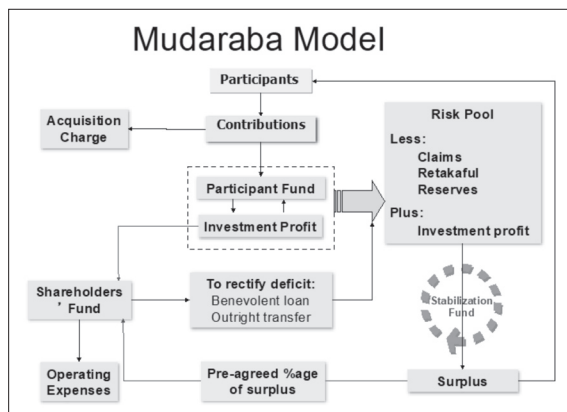 Mudaraba Model
Participants
Acquisition
Charge
Contributions
Participant Fund
Investment Profit
Risk Pool
Less:
Claims
Retakaful
Reserves
Plus:
Investment profit
Shareholders
’ Fund
To rectify deficit:
Benevolent loan
Outright transfer
Stabilization
Fund
Operating
Expenses
Pre-agreed %age
of surplus
Surplus